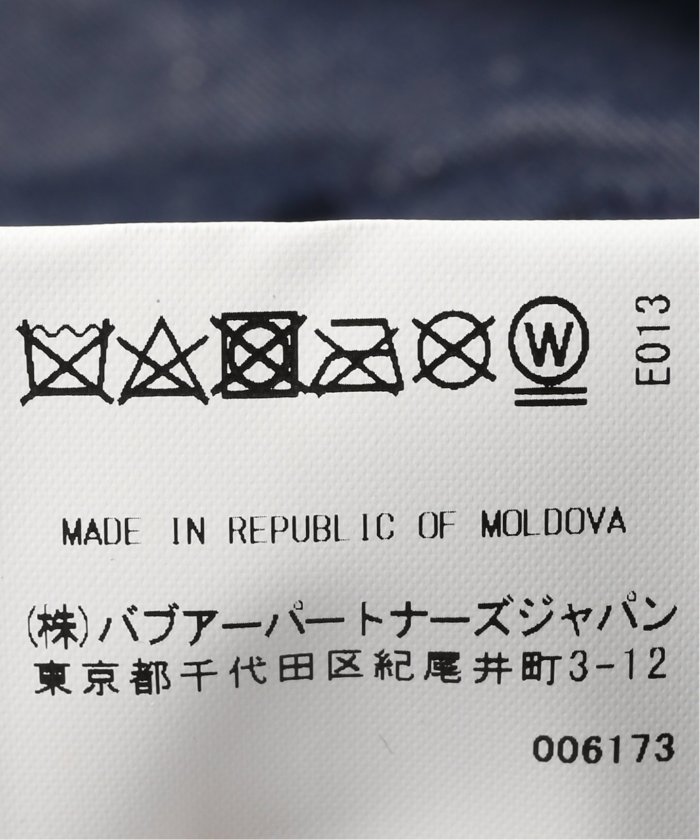 W
E013
MADE IN REPUBLIC OF MOLDOVA
(株)バブアーパートナーズジャパン
東京都千代田区紀尾井町3-12
006173